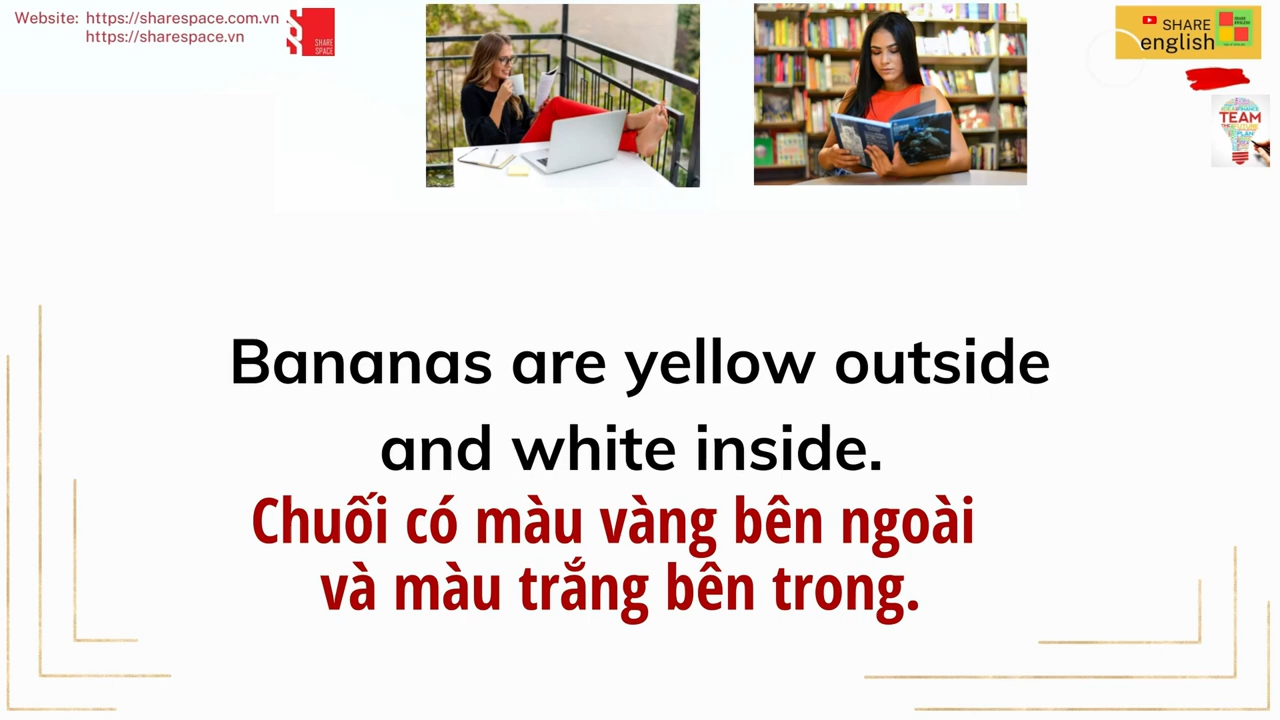 Website: https://sharespace.com.vn
https://sharespace.vn
SHARE
SPACE
SHARE
english
TEAM
PLAN
Bananas are yellow outside
and white inside.
Chuối có màu vàng bên ngoài
và màu trắng bên trong.